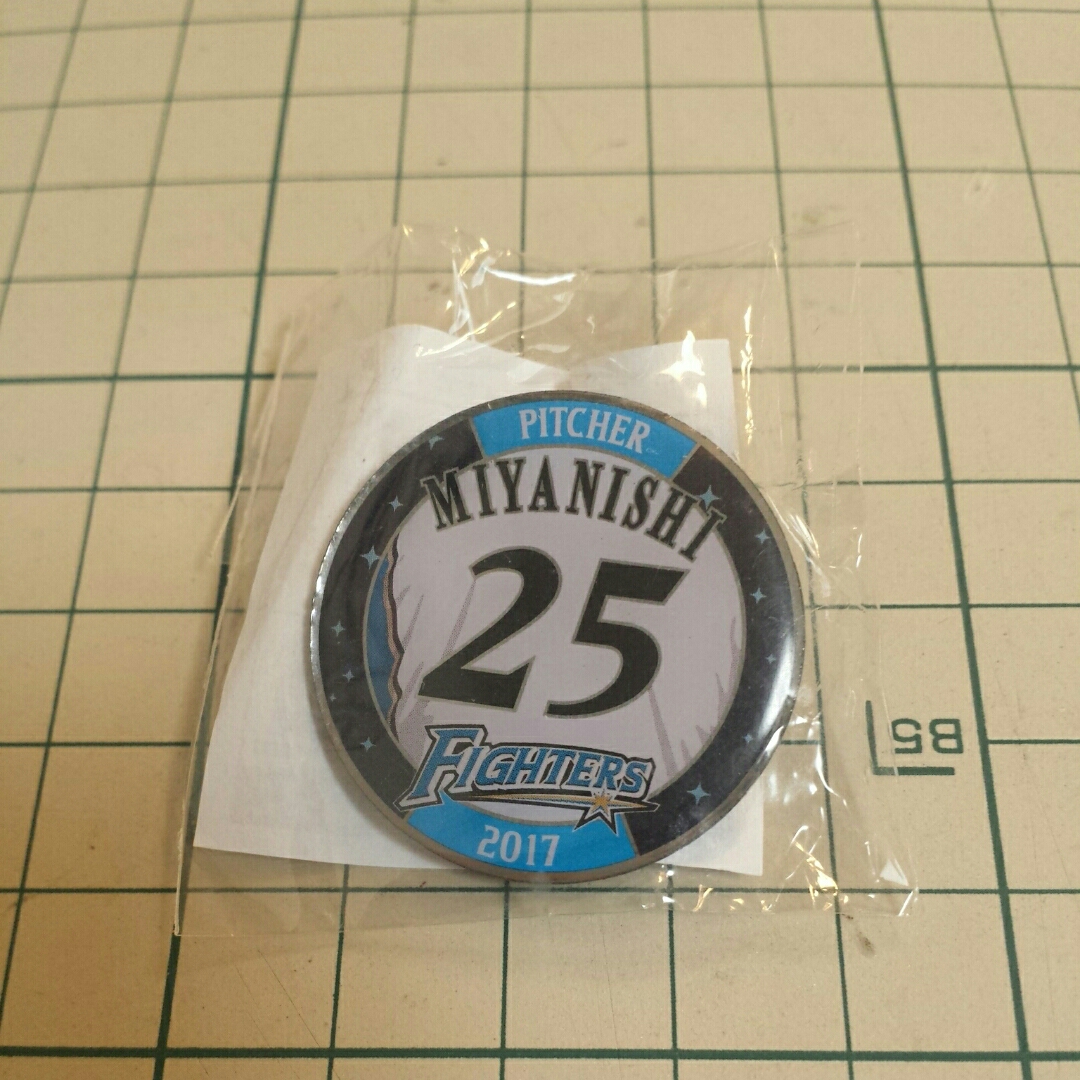 PITCHER
MIYANISHI
25
FIGHTERS
2017
B5